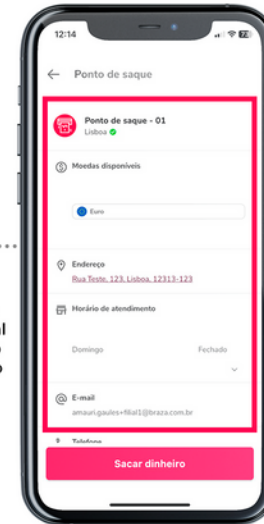 12:14
Ponto de saque
Ponto de saque - 01
Lisboa
Moedas disponíveis
Euro
Endereço
Rua Teste, 123, Lisboa, 12313-123
Horário de atendimento
Domingo Fechado
E-mail
amauri.gaules+filial1@braza.com.br
Telefone
Sacar dinheiro